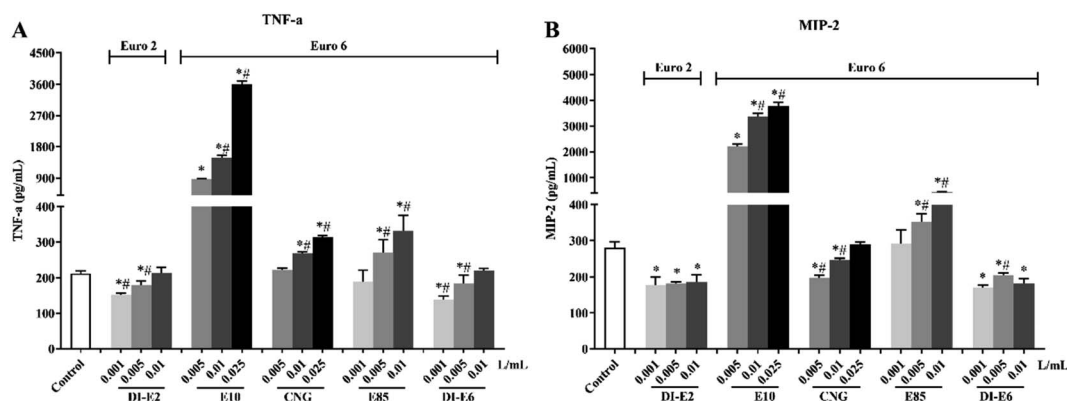 A
TNF-a
Euro 2
Euro 6
TNF-a (pg/mL)
4500
3600
2700
1800
900
400
300
200
100
0
*# *# * *# *# *# *# *# *# *# *#
Control
0.001 0.005 0.01 0.005 0.01 0.025 0.005 0.01 0.025 0.001 0.005 0.01 0.001 0.005 0.01 L/mL
DI-E2 E10 CNG E85 DI-E6
B
MIP-2
Euro 2
Euro 6
MIP-2 (pg/mL)
6000
5000
4000
3000
2000
1000
400
300
200
100
0
* * * * *# *# *# *# *# *# * *# *
Control
0.001 0.005 0.01 0.005 0.01 0.025 0.005 0.01 0.025 0.001 0.005 0.01 0.001 0.005 0.01 L/mL
DI-E2 E10 CNG E85 DI-E6